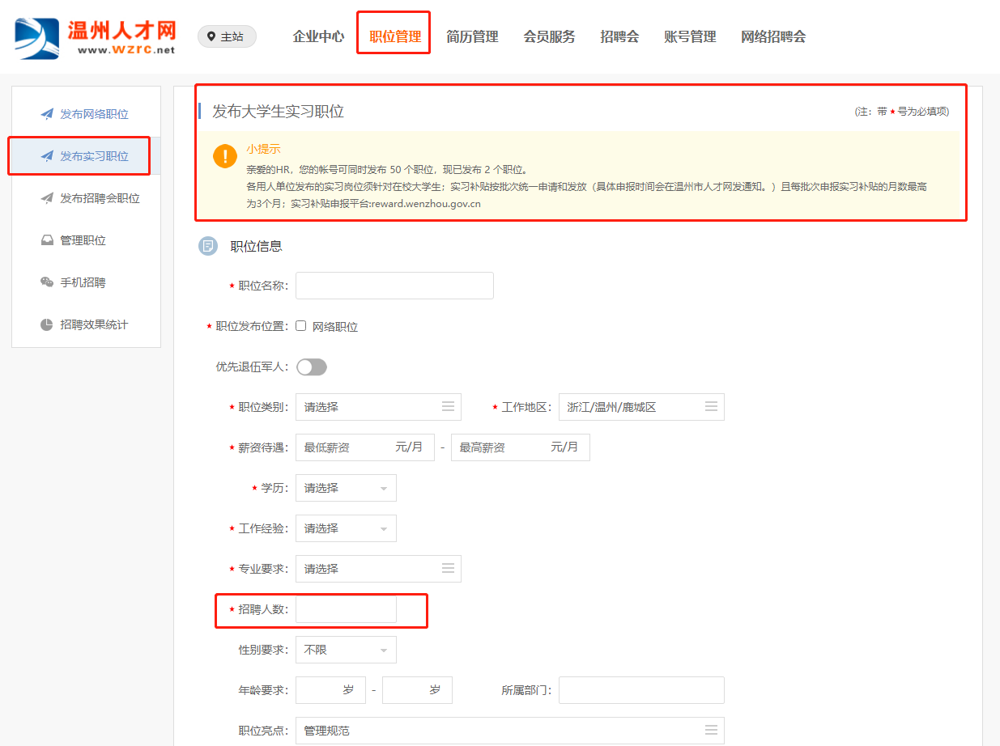 温州人才网
www.wzrc.net
主站
企业中心 职位管理 简历管理 会员服务 招聘会 账号管理 网络招聘会
发布网络职位
发布实习职位
发布招聘会职位
管理职位
手机招聘
招聘效果统计
发布大学生实习职位
(注: 带 ★ 号为必填项)
小提示
亲爱的HR，您的帐号可同时发布 50 个职位，现已发布 2 个职位。
各用人单位发布的实习岗位须针对在校大学生；实习补贴按批次统一申请和发放（具体申报时间会在温州市人才网发通知。）且每批次申报实习补贴的月数最高
为3个月；实习补贴申报平台:reward.wenzhou.gov.cn
职位信息
★ 职位名称：
★ 职位发布位置： 网络职位
优先退伍军人：
★ 职位类别： 请选择 ★ 工作地区： 浙江/温州/鹿城区
★ 薪资待遇： 最低薪资 元/月 - 最高薪资 元/月
★ 学历： 请选择
★ 工作经验： 请选择
★ 专业要求： 请选择
★ 招聘人数：
性别要求： 不限
年龄要求： 岁 - 岁 所属部门：
职位亮点： 管理规范